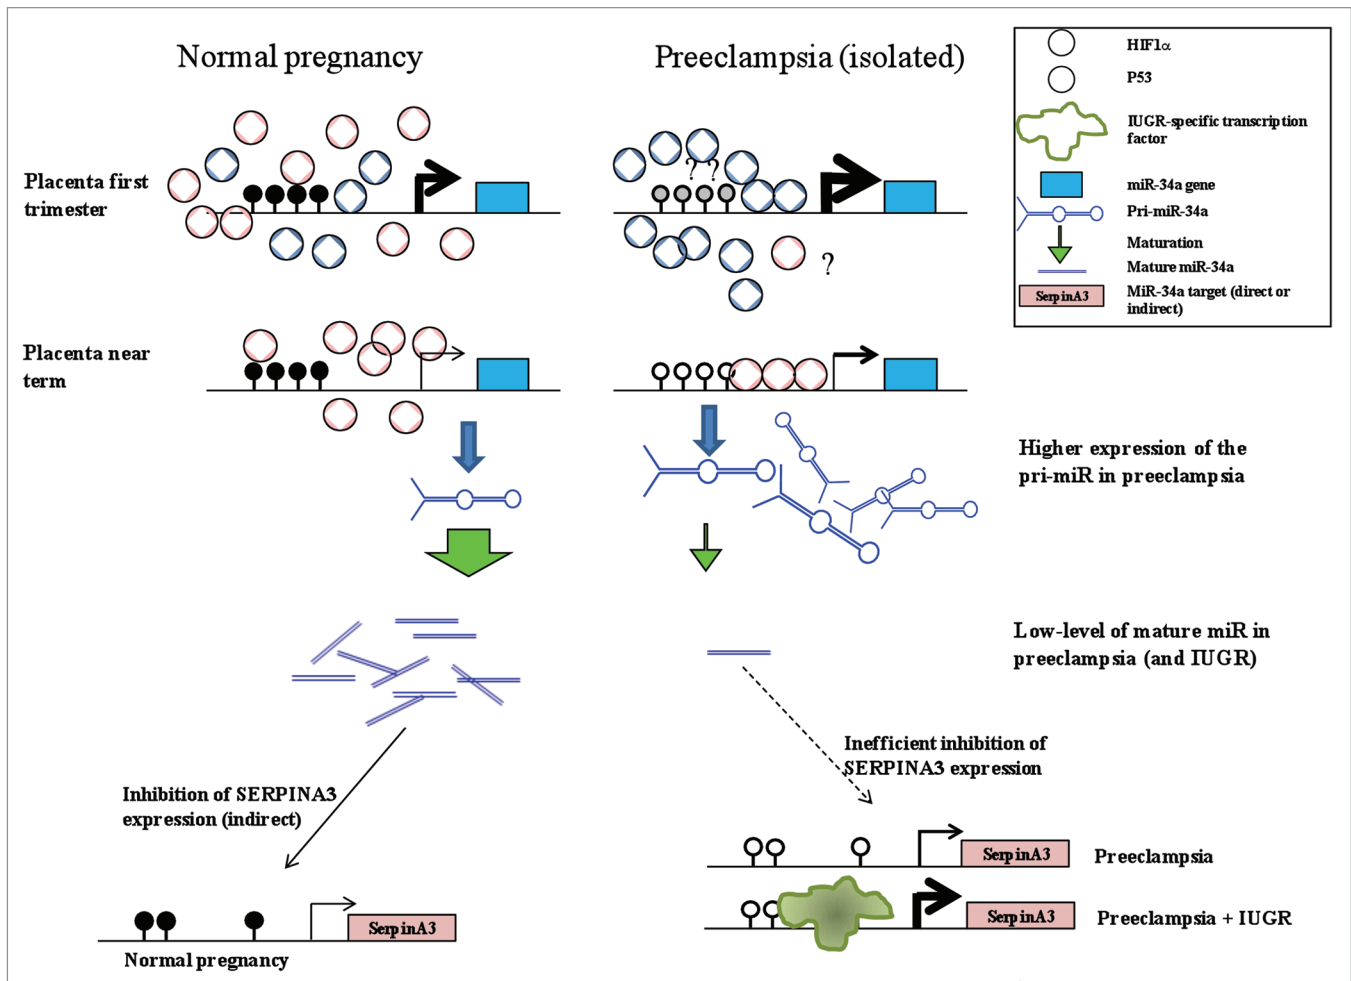 Normal pregnancy
Preeclampsia (isolated)
HIF1α
P53
IUGR-specific transcription
factor
miR-34a gene
Pri-miR-34a
Maturation
Mature miR-34a
SerpinA3
MiR-34a target (direct or
indirect)
Placenta first
trimester
? ?
?
Placenta near
term
Higher expression of the
pri-miR in preeclampsia
Low-level of mature miR in
preeclampsia (and IUGR)
Inefficient inhibition of
SERPINA3 expression
Inhibition of SERPINA3
expression (indirect)
SerpinA3
Preeclampsia
SerpinA3
Preeclampsia + IUGR
SerpinA3
Normal pregnancy